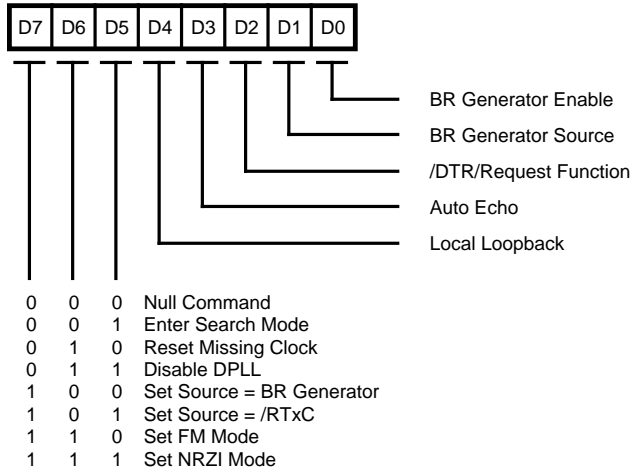 D7 D6 D5 D4 D3 D2 D1 D0
BR Generator Enable
BR Generator Source
/DTR/Request Function
Auto Echo
Local Loopback
0 0 0 Null Command
0 0 1 Enter Search Mode
0 1 0 Reset Missing Clock
0 1 1 Disable DPLL
1 0 0 Set Source = BR Generator
1 0 1 Set Source = /RTxC
1 1 0 Set FM Mode
1 1 1 Set NRZI Mode